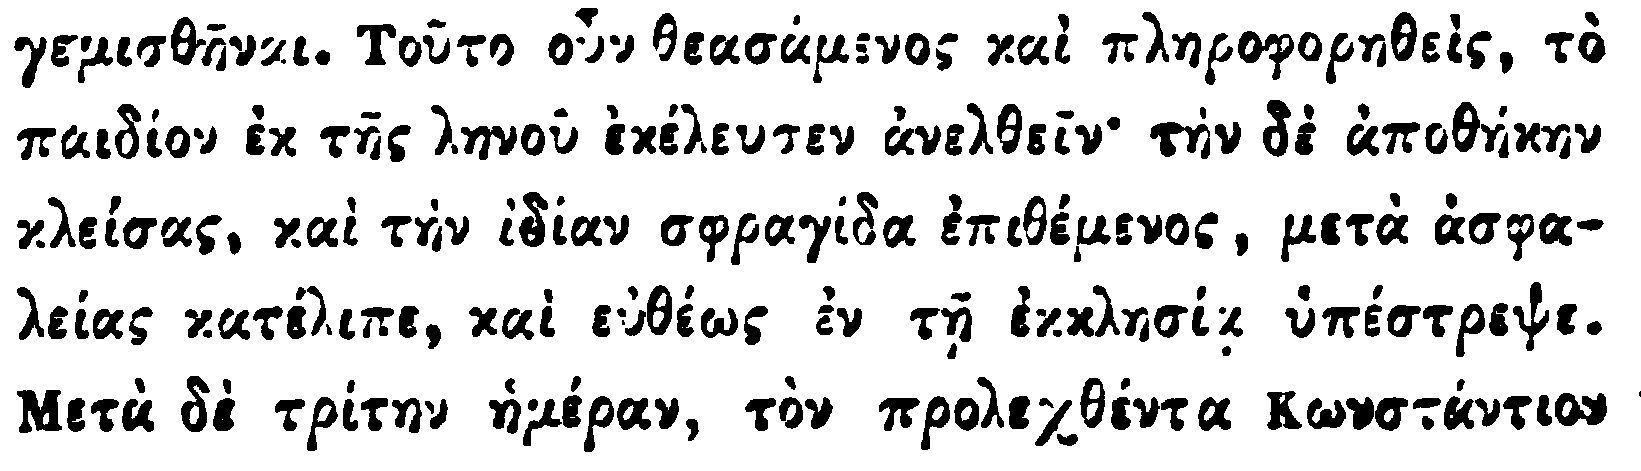 γεμισθῆναι. Τοῦτο οὖν θεασάμενος καὶ πληροφορηθεὶς, τὸ
παιδίον ἐκ τῆς ληνοῦ ἐκέλευσεν ἀνελθεῖν· τὴν δὲ ἀποθήκην
κλείσας, καὶ τὴν ἰδίαν σφραγίδα ἐπιθέμενος, μετὰ ἀσφα-
λείας κατέλιπε, καὶ εὐθέως ἐν τῇ ἐκκλησίᾳ ὑπέστρεψε.
Μετὰ δὲ τρίτην ἡμέραν, τὸν προλεχθέντα Κωνστάντιον